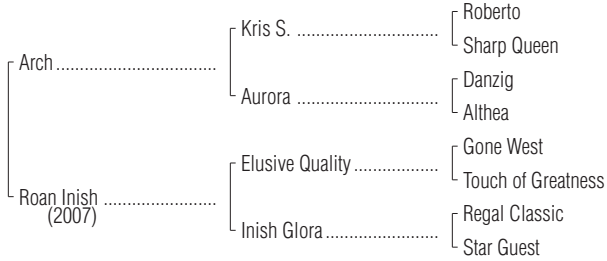 Roberto
Kris S. ..............................
Sharp Queen
Arch ..................................
Danzig
Aurora ..............................
Althea
Gone West
Elusive Quality ..................
Touch of Greatness
Roan Inish ........................
(2007)
Regal Classic
Inish Glora ........................
Star Guest